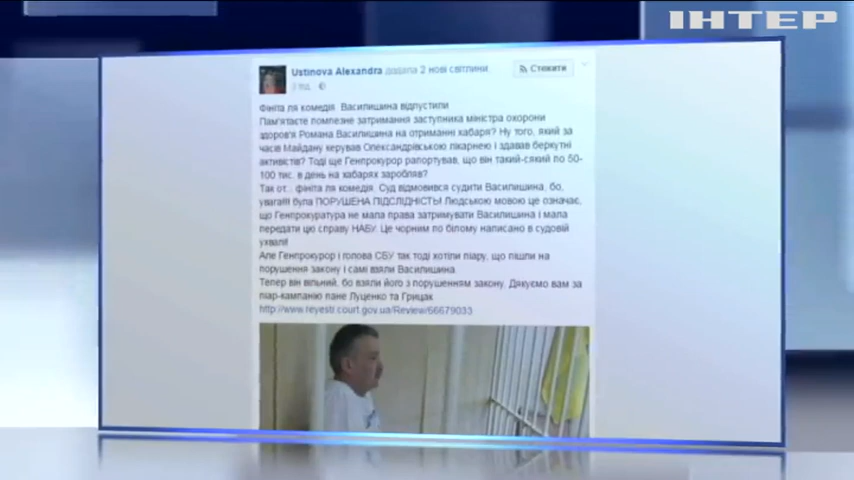 ІНТЕР
Ustinova Alexandra додала 2 нові світлини
Стежити
Фініта ля комедія. Василишина відпустили
Пам'ятаєте помпезне затримання заступника міністра охорони
здоров'я Романа Василишина на отриманні хабаря? Ну того, який за
часів Майдану керував Олександрівською лікарнею і здавав беркутні
активістів? Тоді ще Генпрокурор рапортував, що він такий-сякий по 50-
100 тис. в день на хабарях заробляв?
Так от... фініта ля комедія. Суд відмовився судити Василишина, бо,
увага!!! була ПОРУШЕНА ПІДСЛІДНІСТЬ! Людською мовою це означає,
що Генпрокуратура не мала права затримувати Василишина і мала
передати цю справу НАБУ. Це чорним по білому написано в судовій
ухвалі!
Але Генпрокурор і голова СБУ так тоді хотіли піару, що пішли на
порушення закону і самі взяли Василишина.
Тепер він вільний, бо взяли його з порушенням закону. Дякуємо вам за
піар-кампанію пане Луценко та Грицак
http://www.reyestr.court.gov.ua/Review/66679033